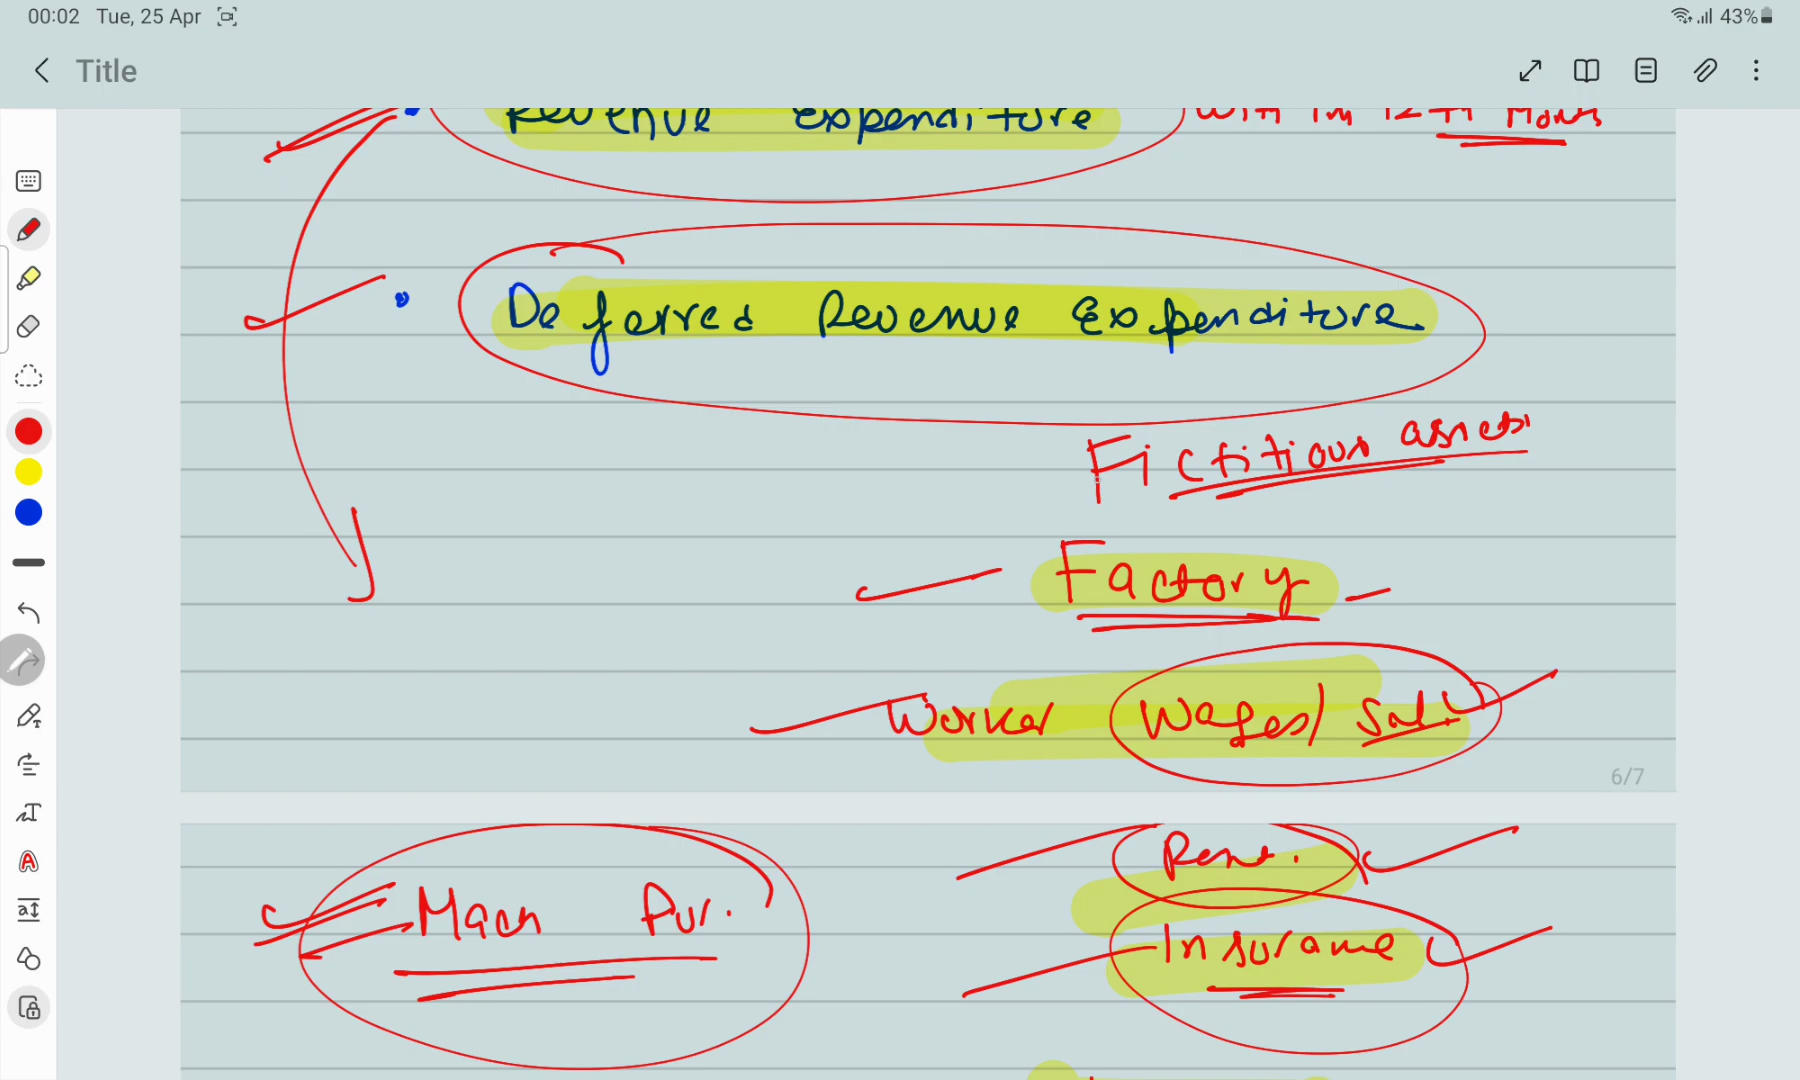 00:02 Tue, 25 Apr 43%
Title
Revenue Expenditure
Deferred Revenue Expenditure
Fictitious assets
Factory
Worker Wages/
6/7
Rent.
Mach Pur.
Insurance